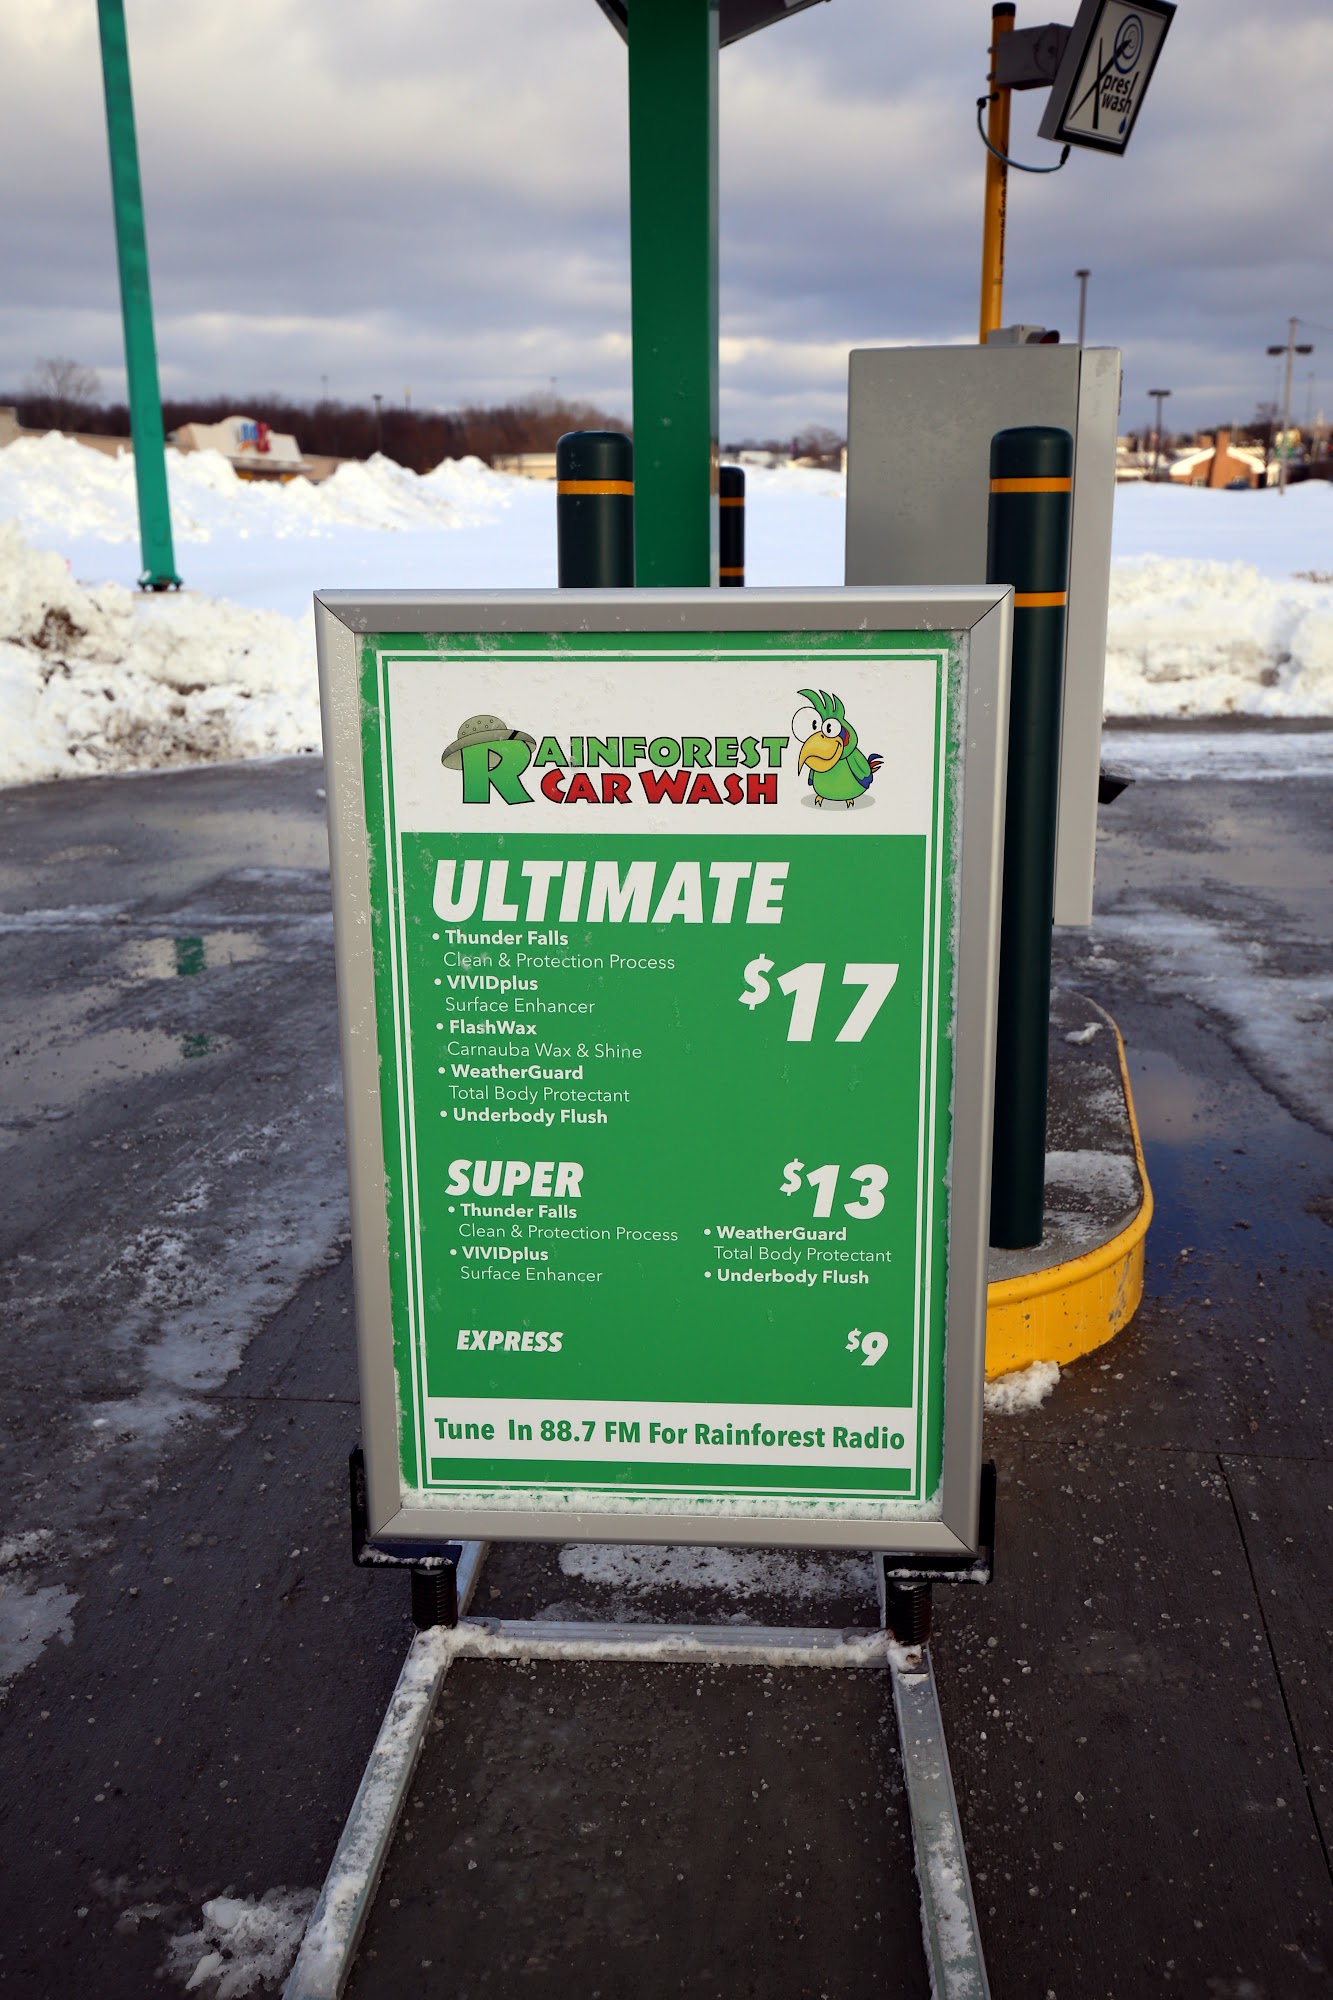 Xpres!
wash
RAINFOREST
CAR WASH
ULTIMATE
• Thunder Falls
Clean & Protection Process
• VIVIDplus
Surface Enhancer
• FlashWax
Carnauba Wax & Shine
• WeatherGuard
Total Body Protectant
• Underbody Flush
$17
SUPER
$13
• Thunder Falls
Clean & Protection Process
• VIVIDplus
Surface Enhancer
• WeatherGuard
Total Body Protectant
• Underbody Flush
EXPRESS
$9
Tune In 88.7 FM For Rainforest Radio